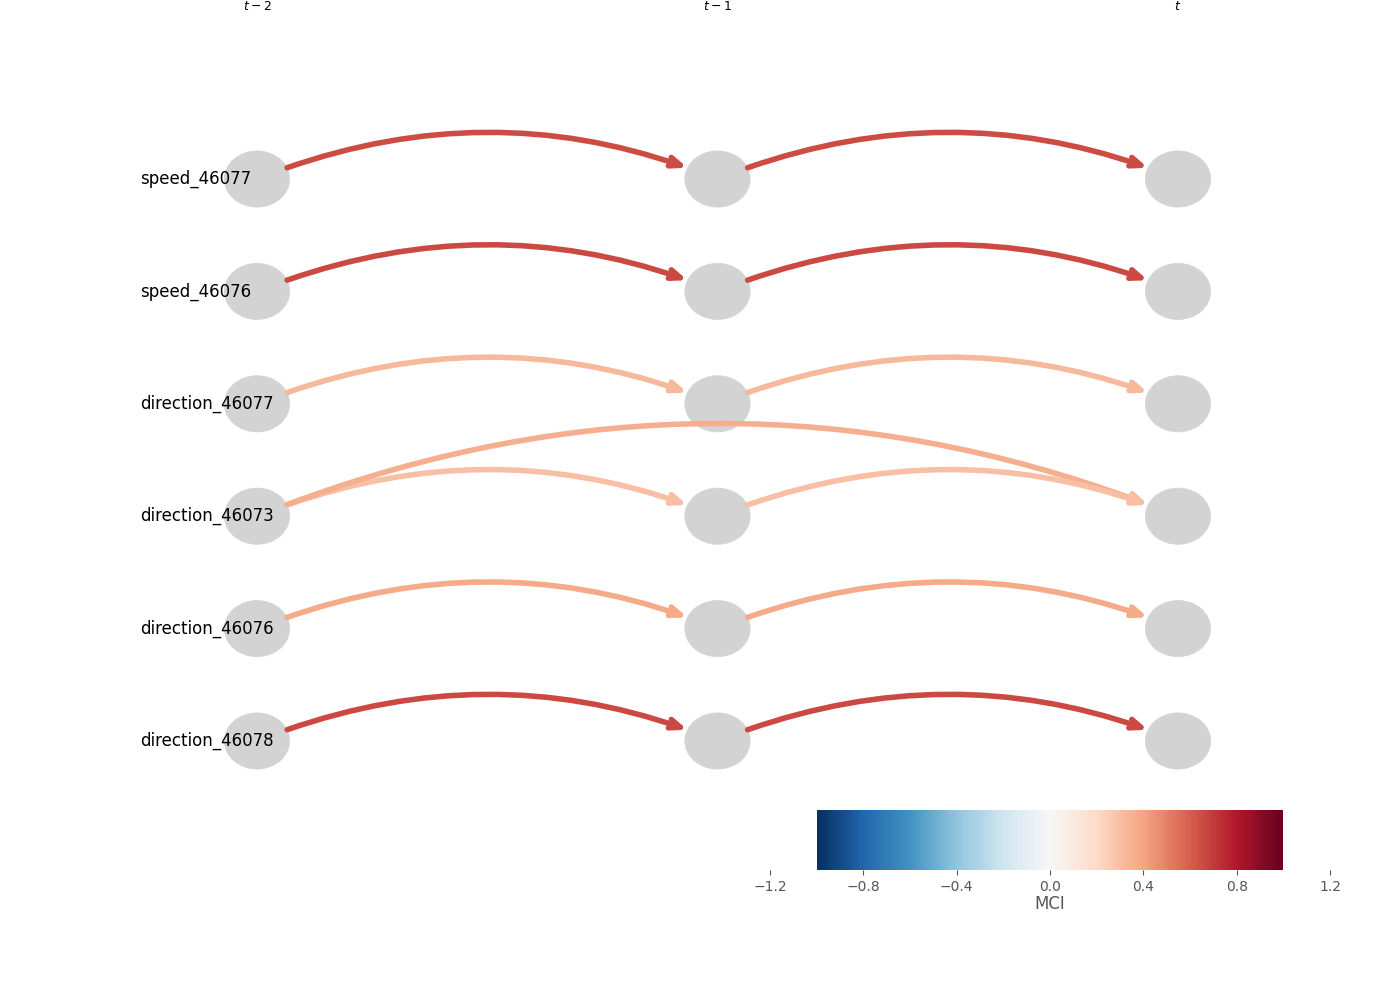 t − 2 t − 1 t
speed_46077
speed_46076
direction_46077
direction_46073
direction_46076
direction_46078
−1.2 −0.8 −0.4 0.0 0.4 0.8 1.2
MCI